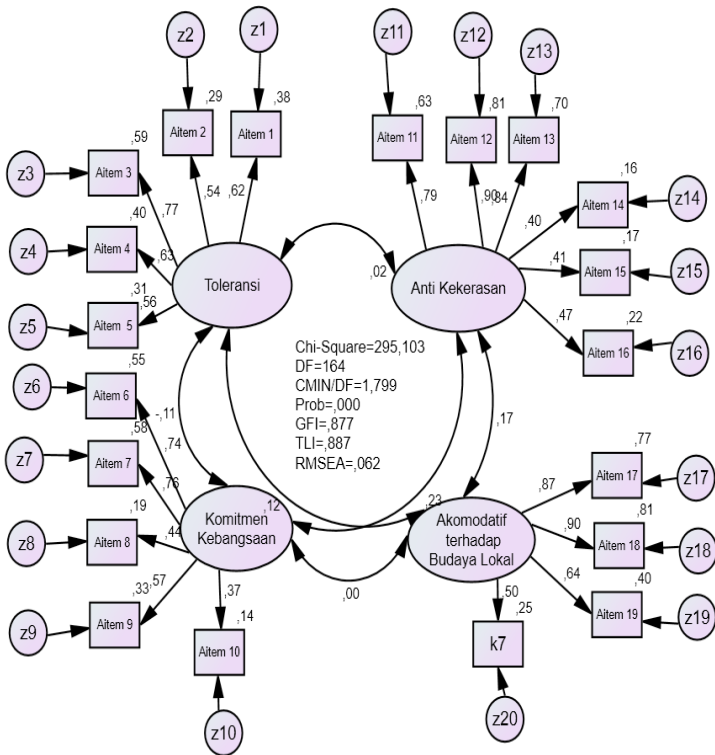 z2
z1
z11
z12
z13
,29
,38
,63
,81
,70
Aitem 2
Aitem 1
Aitem 11
Aitem 12
Aitem 13
z3
,59
Aitem 3
,77
,54
,62
,79
,90
,84
,16
Aitem 14
z14
z4
,40
Aitem 4
,63
,40
,17
Aitem 15
z15
,41
z5
,31
Aitem 5
,56
Toleransi
,02
Anti Kekerasan
,47
,22
Aitem 16
z16
Chi-Square=295,103
DF=164
CMIN/DF=1,799
Prob=,000
GFI=,877
TLI=,887
RMSEA=,062
z6
,55
Aitem 6
-,11
,74
,17
z7
,58
Aitem 7
,76
z8
,19
Aitem 8
,44
z9
,33
Aitem 9
,57
,12
Komitmen
Kebangsaan
,23
Akomodatif
terhadap
Budaya Lokal
,87
,77
Aitem 17
z17
,90
,81
Aitem 18
z18
,64
,40
Aitem 19
z19
,37
,14
Aitem 10
z10
,00
,50
,25
k7
z20